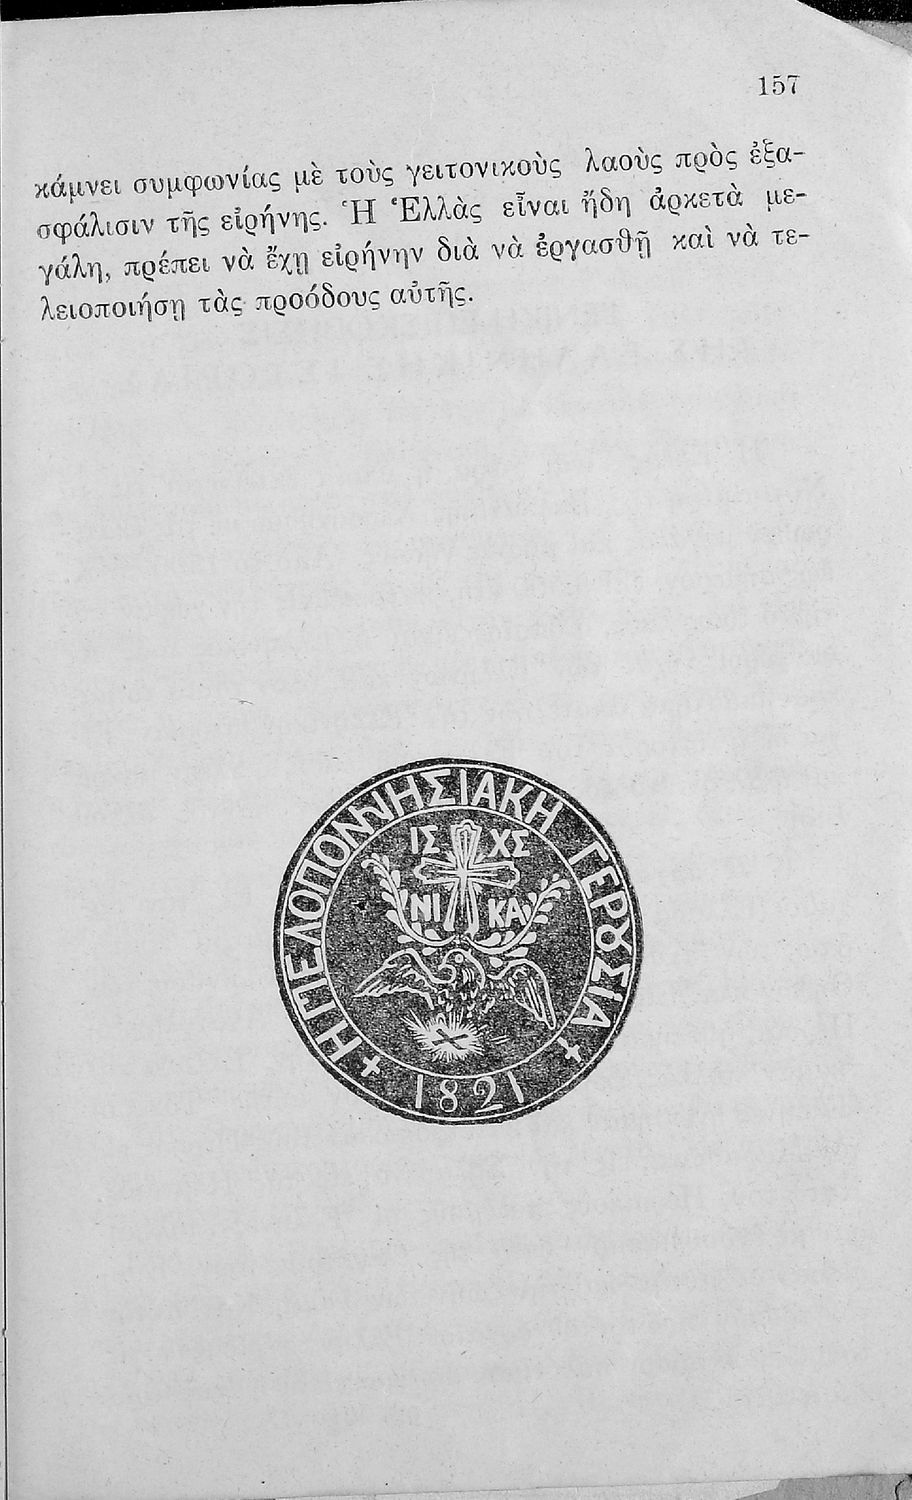 157
κάμνει συμφωνίας μὲ τοὺς γειτονικοὺς λαοὺς πρὸς ἐξα-
σφάλισιν τῆς εἰρήνης. Ἡ Ἑλλὰς εἶναι ἤδη ἀρκετὰ με-
γάλη, πρέπει νὰ ἔχῃ εἰρήνην διὰ νὰ ἐργασθῇ καὶ νὰ τε-
λειοποιήσῃ τὰς προόδους αὐτῆς.
Η ΠΕΛΟΠΟΝΝΗΣΙΑΚΗ ΓΕΡȢΣΙΑ
ΙΣ ΧΣ
ΝΙ ΚΑ
1821